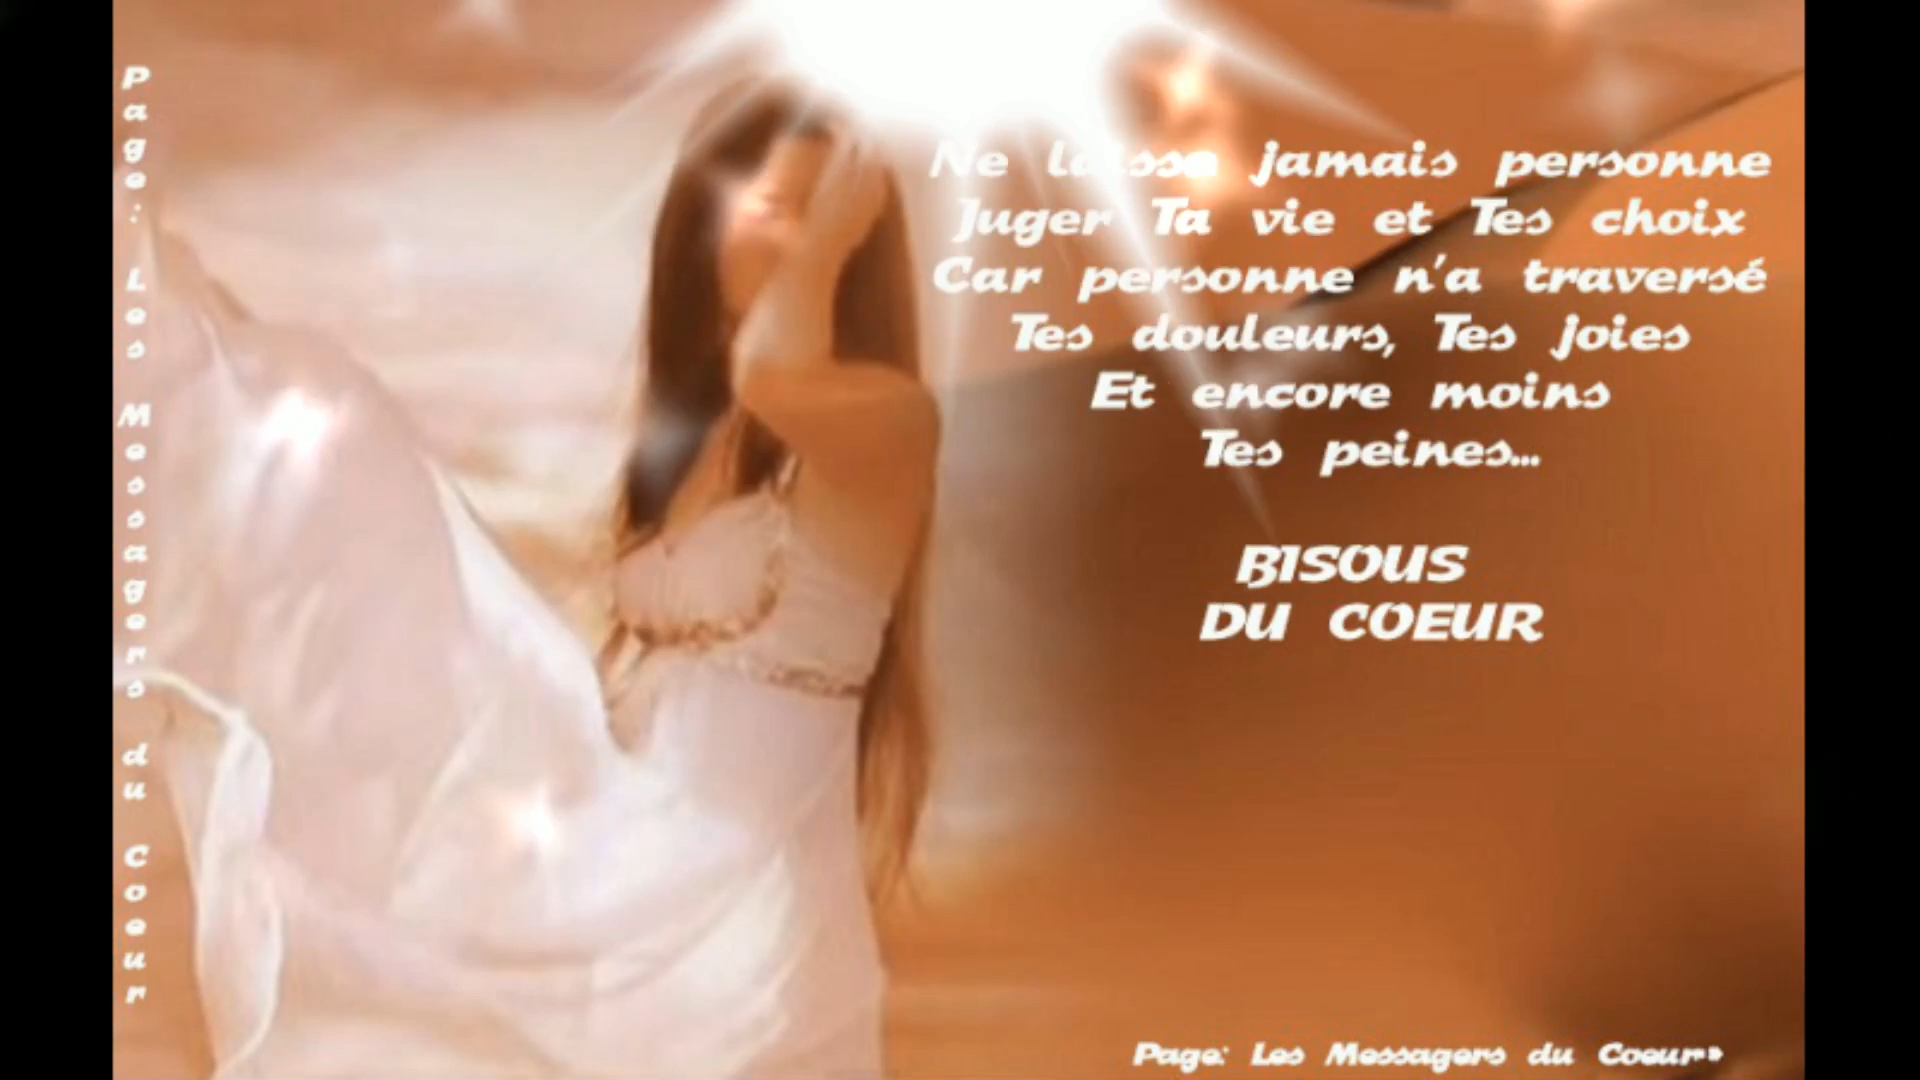 Page: Les Messagers du Coeur
Ne laisse jamais personne
Juger Ta vie et Tes choix
Car personne n'a traversé
Tes douleurs, Tes joies
Et encore moins
Tes peines...
BISOUS
DU COEUR
Page: Les Messagers du Coeur»